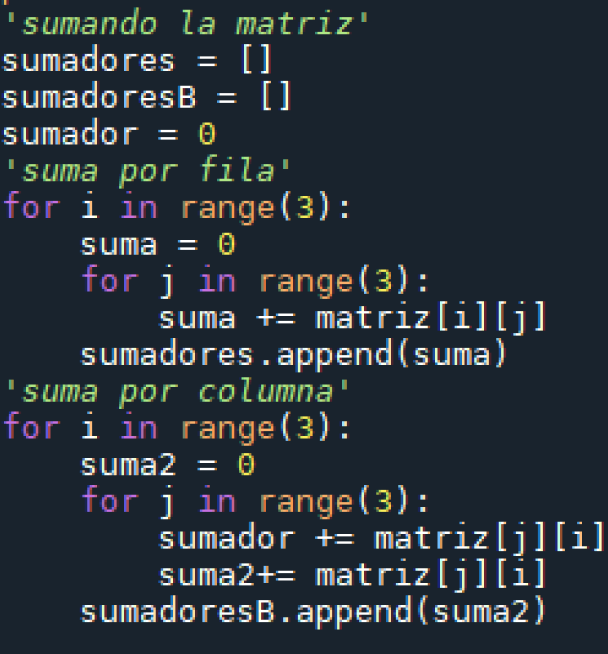 'sumando la matriz'
sumadores = []
sumadoresB = []
sumador = 0
'suma por fila'
for i in range(3):
    suma = 0
    for j in range(3):
        suma += matriz[i][j]
    sumadores.append(suma)
'suma por columna'
for i in range(3):
    suma2 = 0
    for j in range(3):
        sumador += matriz[j][i]
        suma2+= matriz[j][i]
    sumadoresB.append(suma2)